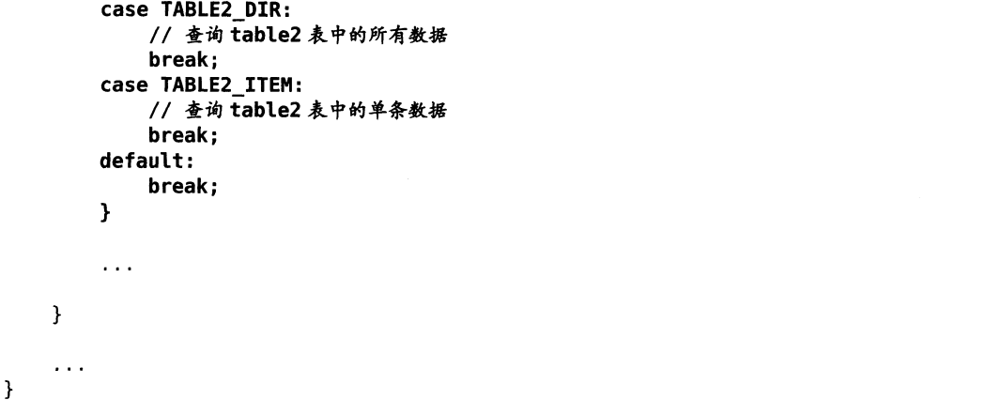 case TABLE2_DIR:
// 查询 table2 表中的所有数据
break;
case TABLE2_ITEM:
// 查询 table2 表中的单条数据
break;
default:
break;
}
...
}
...
}